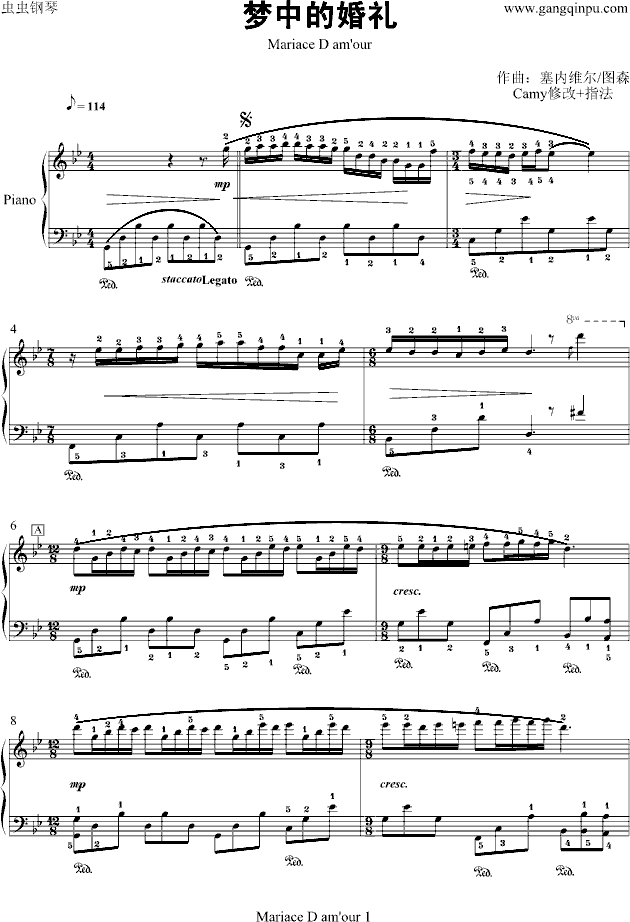 虫虫钢琴
www.gangqinpu.com
梦中的婚礼
Mariace D am'our
作曲：塞内维尔/图森
Camy修改+指法
= 114
mp
Piano
staccato Legato
4
8va
6
A
mp
cresc.
8
mp
cresc.
Mariace D am'our 1